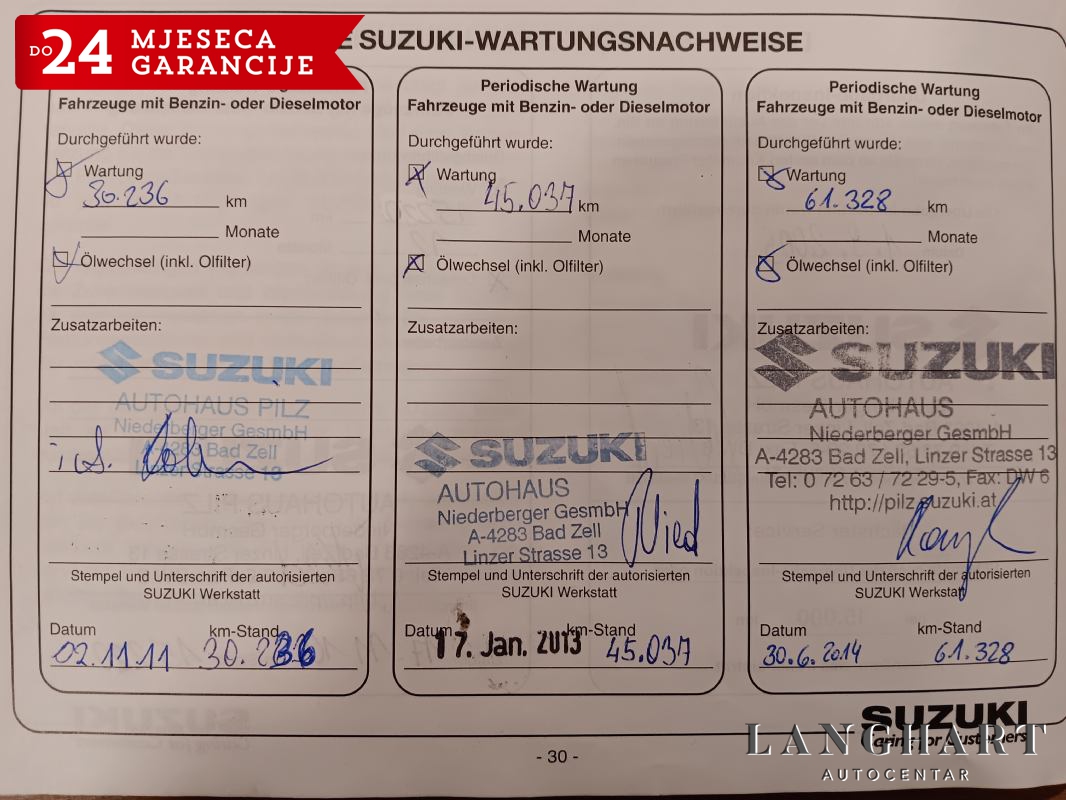 DO 24 MJESECA
GARANCIJE
E SUZUKI-WARTUNGSNACHWEISE
Fahrzeuge mit Benzin- oder Dieselmotor
Durchgeführt wurde:
Wartung
30.236 km
Monate
Ölwechsel (inkl. Olfilter)
Zusatzarbeiten:
SUZUKI
AUTOHAUS PILZ
Niederberger GesmbH
A-4283 Bad Zell
Linzer Strasse 13
Stempel und Unterschrift der autorisierten
SUZUKI Werkstatt
Datum km-Stand
02.11.11 30.236
Periodische Wartung
Fahrzeuge mit Benzin- oder Dieselmotor
Durchgeführt wurde:
Wartung
45.037 km
Monate
Ölwechsel (inkl. Olfilter)
Zusatzarbeiten:
SUZUKI
AUTOHAUS
Niederberger GesmbH
A-4283 Bad Zell
Linzer Strasse 13
Stempel und Unterschrift der autorisierten
SUZUKI Werkstatt
Datum km-Stand
17. Jan. 2013 45.037
Periodische Wartung
Fahrzeuge mit Benzin- oder Dieselmotor
Durchgeführt wurde:
Wartung
61.328 km
Monate
Ölwechsel (inkl. Olfilter)
Zusatzarbeiten:
SUZUKI
AUTOHAUS
Niederberger GesmbH
A-4283 Bad Zell, Linzer Strasse 13
Tel: 0 72 63 / 72 29-5, Fax: DW 6
http://pilz.suzuki.at
Stempel und Unterschrift der autorisierten
SUZUKI Werkstatt
Datum km-Stand
30.6.2014 61.328
- 30 -
SUZUKI
Caring for Customers
LANGHART
AUTOCENTAR